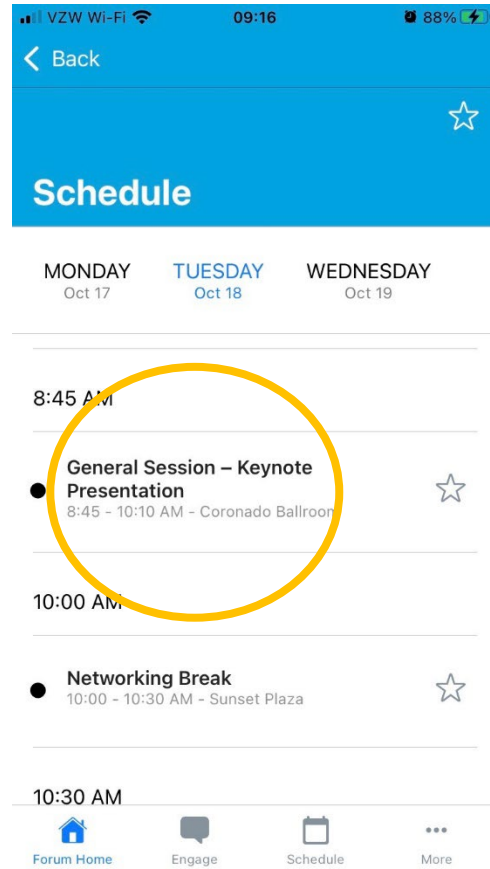 VZW Wi-Fi 09:16 88%
Back
Schedule
MONDAY TUESDAY WEDNESDAY
Oct 17 Oct 18 Oct 19
8:45 AM
General Session – Keynote
Presentation
8:45 - 10:10 AM - Coronado Ballroom
10:00 AM
Networking Break
10:00 - 10:30 AM - Sunset Plaza
10:30 AM
Forum Home Engage Schedule More